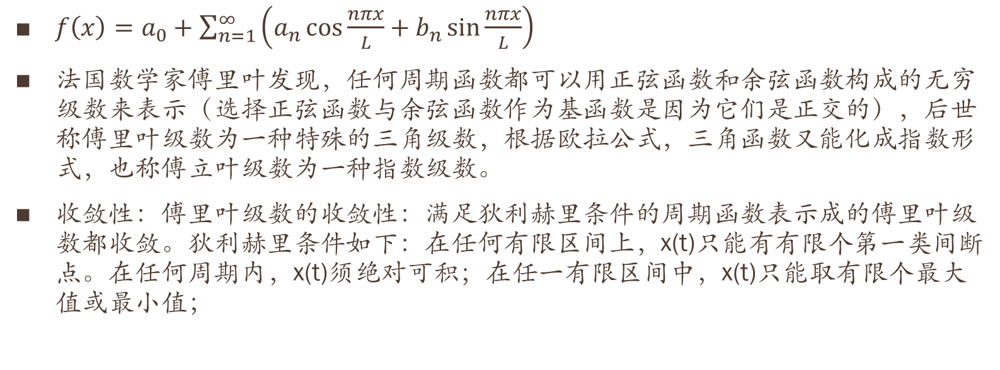 ■ f(x) = a₀ + ∑ₙ₌₁^∞ (aₙ cos nπx/L + bₙ sin nπx/L)
■ 法国数学家傅里叶发现，任何周期函数都可以用正弦函数和余弦函数构成的无穷
级数来表示（选择正弦函数与余弦函数作为基函数是因为它们是正交的），后世
称傅里叶级数为一种特殊的三角级数，根据欧拉公式，三角函数又能化成指数形
式，也称傅立叶级数为一种指数级数。
■ 收敛性：傅里叶级数的收敛性：满足狄利赫里条件的周期函数表示成的傅里叶级
数都收敛。狄利赫里条件如下：在任何有限区间上，x(t)只能有有限个第一类间断
点。在任何周期内，x(t)须绝对可积；在任一有限区间中，x(t)只能取有限个最大
值或最小值；